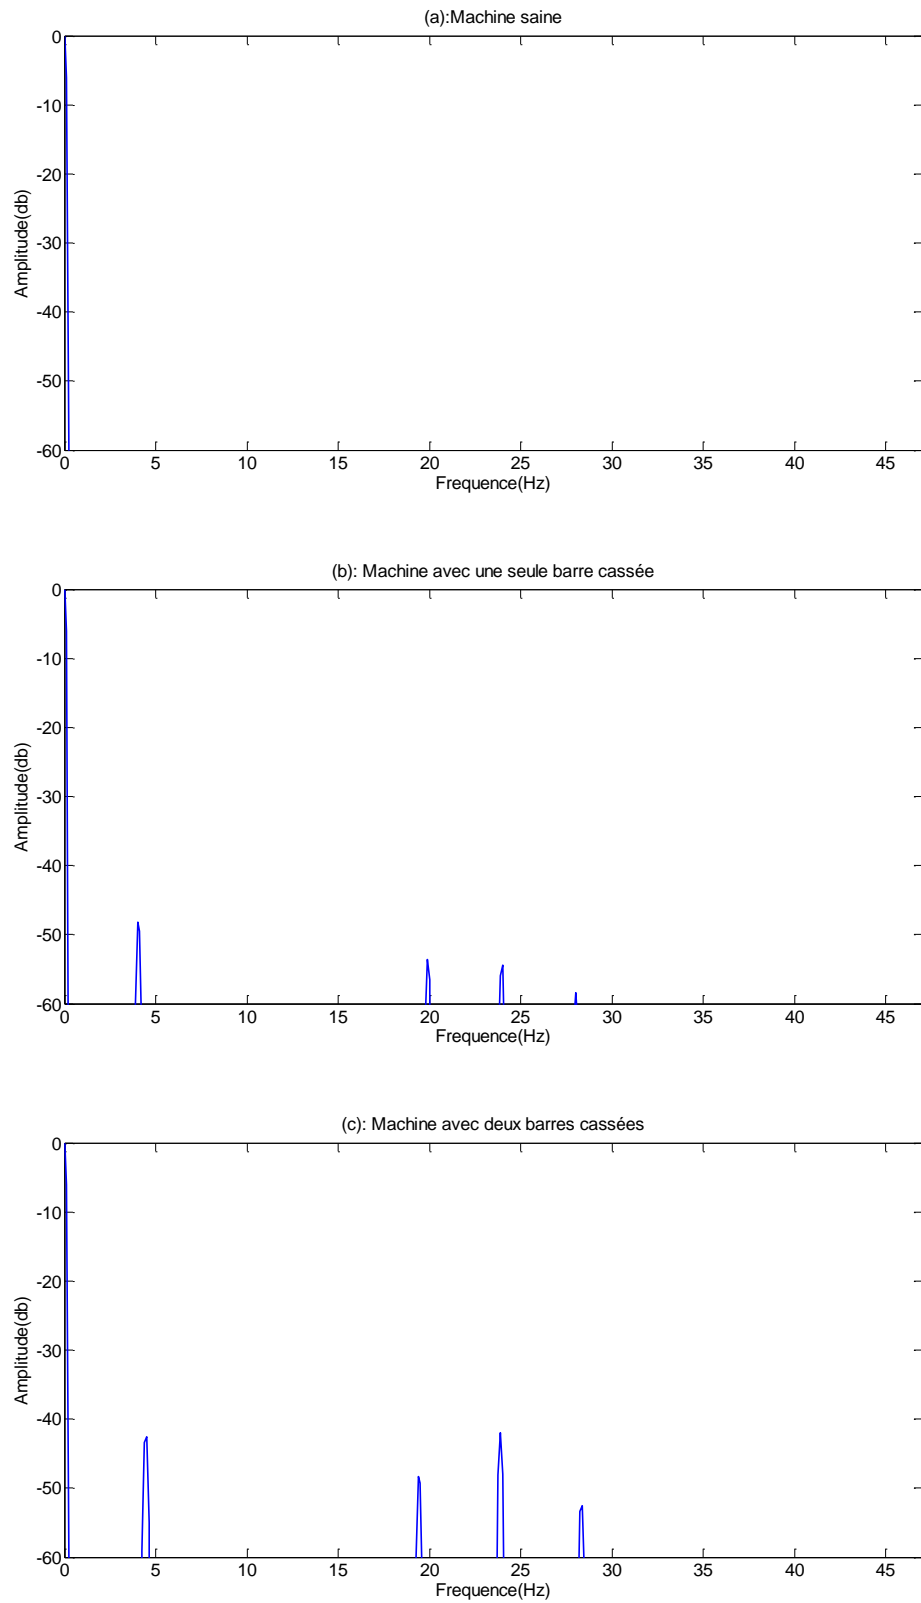 (a):Machine saine
0
-10
-20
-30
-40
-50
-60
Amplitude(db)
0 5 10 15 20 25 30 35 40 45
Frequence(Hz)
(b): Machine avec une seule barre cassée
0
-10
-20
-30
-40
-50
-60
Amplitude(db)
0 5 10 15 20 25 30 35 40 45
Frequence(Hz)
(c): Machine avec deux barres cassées
0
-10
-20
-30
-40
-50
-60
Amplitude(db)
0 5 10 15 20 25 30 35 40 45
Frequence(Hz)